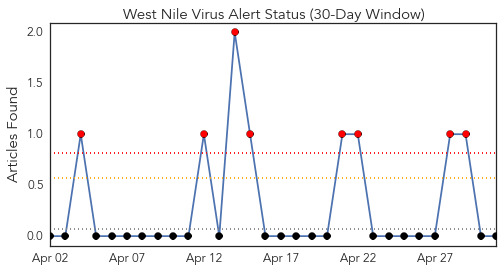 West Nile Virus Alert Status (30-Day Window)
Articles Found
2.0
1.5
1.0
0.5
0.0
Apr 02 Apr 07 Apr 12 Apr 17 Apr 22 Apr 27